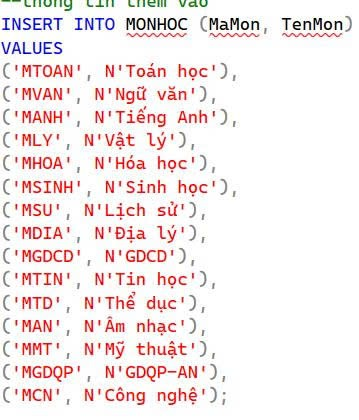 --thông tin thêm vào
INSERT INTO MONHOC (MaMon, TenMon)
VALUES
('MTOAN', N'Toán học'),
('MVAN', N'Ngữ văn'),
('MANH', N'Tiếng Anh'),
('MLY', N'Vật lý'),
('MHOA', N'Hóa học'),
('MSINH', N'Sinh học'),
('MSU', N'Lịch sử'),
('MDIA', N'Địa lý'),
('MGDCD', N'GDCD'),
('MTIN', N'Tin học'),
('MTD', N'Thể dục'),
('MAN', N'Âm nhạc'),
('MMT', N'Mỹ thuật'),
('MGDQP', N'GDQP-AN'),
('MCN', N'Công nghệ');